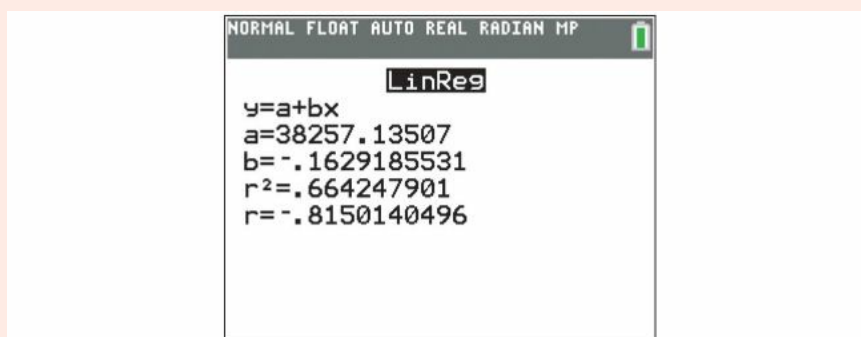 NORMAL FLOAT AUTO REAL RADIAN MP
LinReg
y=a+bx
a=38257.13507
b=⁻.1629185531
r²=.664247901
r=⁻.8150140496